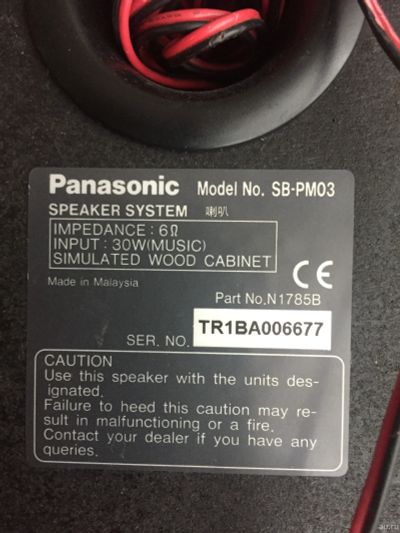 Panasonic Model No. SB-PM03
SPEAKER SYSTEM 喇叭
IMPEDANCE : 6Ω
INPUT : 30W(MUSIC)
SIMULATED WOOD CABINET
CE
Made in Malaysia
Part No.N1785B
SER. NO. TR1BA006677
CAUTION
Use this speaker with the units des-
ignated.
Failure to heed this caution may re-
sult in malfunctioning or a fire.
Contact your dealer if you have any
queries.
au.ru